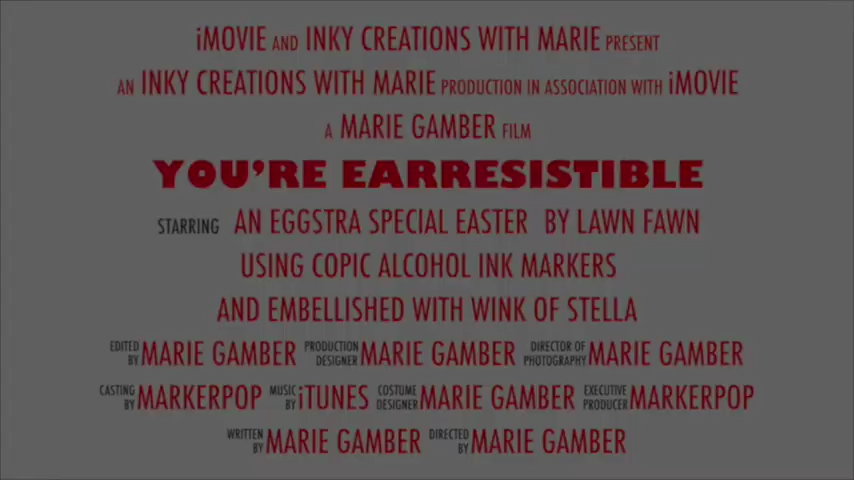 iMOVIE AND INKY CREATIONS WITH MARIE PRESENT
AN INKY CREATIONS WITH MARIE PRODUCTION IN ASSOCIATION WITH iMOVIE
A MARIE GAMBER FILM
YOU'RE EARRESISTIBLE
STARRING AN EGGSTRA SPECIAL EASTER BY LAWN FAWN
USING COPIC ALCOHOL INK MARKERS
AND EMBELLISHED WITH WINK OF STELLA
EDITED BY MARIE GAMBER PRODUCTION DESIGNER MARIE GAMBER DIRECTOR OF PHOTOGRAPHY MARIE GAMBER
CASTING BY MARKERPOP MUSIC BY iTUNES COSTUME DESIGNER MARIE GAMBER EXECUTIVE PRODUCER MARKERPOP
WRITTEN BY MARIE GAMBER DIRECTED BY MARIE GAMBER